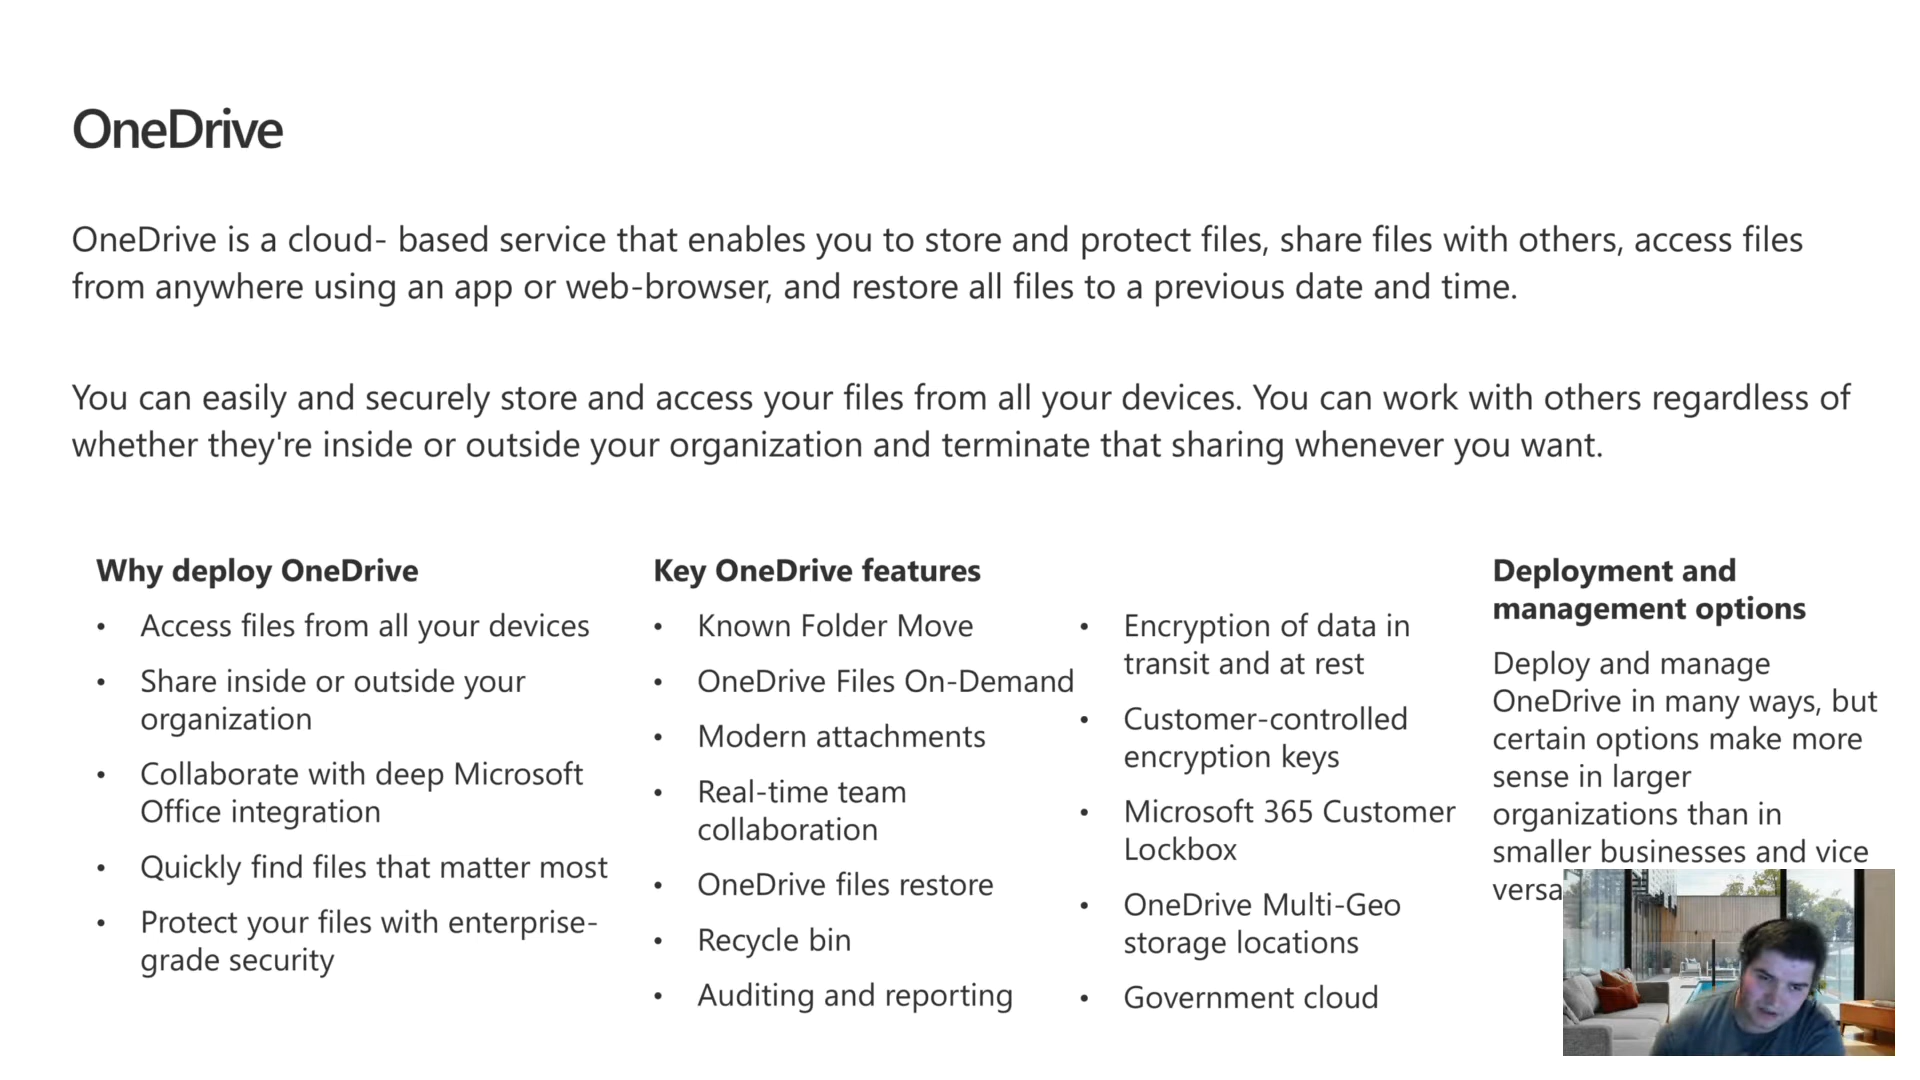 OneDrive
OneDrive is a cloud- based service that enables you to store and protect files, share files with others, access files
from anywhere using an app or web-browser, and restore all files to a previous date and time.
You can easily and securely store and access your files from all your devices. You can work with others regardless of
whether they're inside or outside your organization and terminate that sharing whenever you want.
Why deploy OneDrive
• Access files from all your devices
• Share inside or outside your
organization
• Collaborate with deep Microsoft
Office integration
• Quickly find files that matter most
• Protect your files with enterprise-
grade security
Key OneDrive features
• Known Folder Move
• OneDrive Files On-Demand
• Modern attachments
• Real-time team
collaboration
• OneDrive files restore
• Recycle bin
• Auditing and reporting
• Encryption of data in
transit and at rest
• Customer-controlled
encryption keys
• Microsoft 365 Customer
Lockbox
• OneDrive Multi-Geo
storage locations
• Government cloud
Deployment and
management options
Deploy and manage
OneDrive in many ways, but
certain options make more
sense in larger
organizations than in
smaller businesses and vice
versa